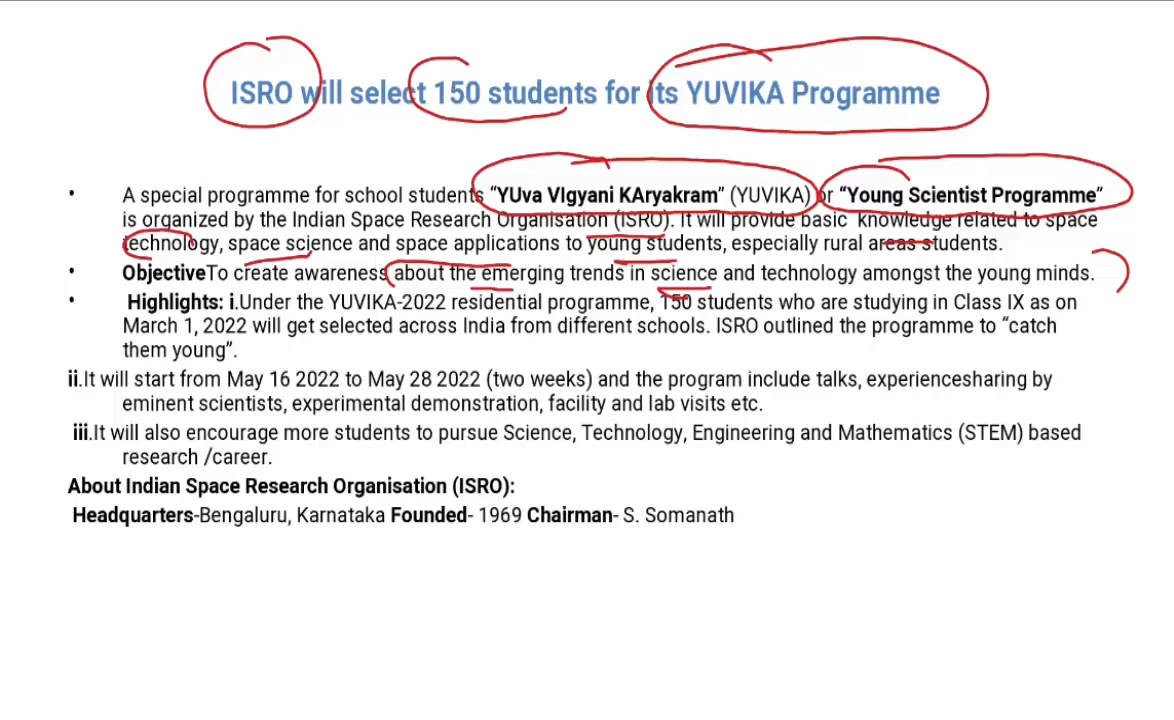 ISRO will select 150 students for its YUVIKA Programme
• A special programme for school students “YUva VIgyani KAryakram” (YUVIKA) or “Young Scientist Programme”
is organized by the Indian Space Research Organisation (ISRO). It will provide basic knowledge related to space
technology, space science and space applications to young students, especially rural areas students.
• ObjectiveTo create awareness about the emerging trends in science and technology amongst the young minds.
• Highlights: i.Under the YUVIKA-2022 residential programme, 150 students who are studying in Class IX as on
March 1, 2022 will get selected across India from different schools. ISRO outlined the programme to “catch
them young”.
ii.It will start from May 16 2022 to May 28 2022 (two weeks) and the program include talks, experiencesharing by
eminent scientists, experimental demonstration, facility and lab visits etc.
iii.It will also encourage more students to pursue Science, Technology, Engineering and Mathematics (STEM) based
research /career.
About Indian Space Research Organisation (ISRO):
Headquarters-Bengaluru, Karnataka Founded- 1969 Chairman- S. Somanath